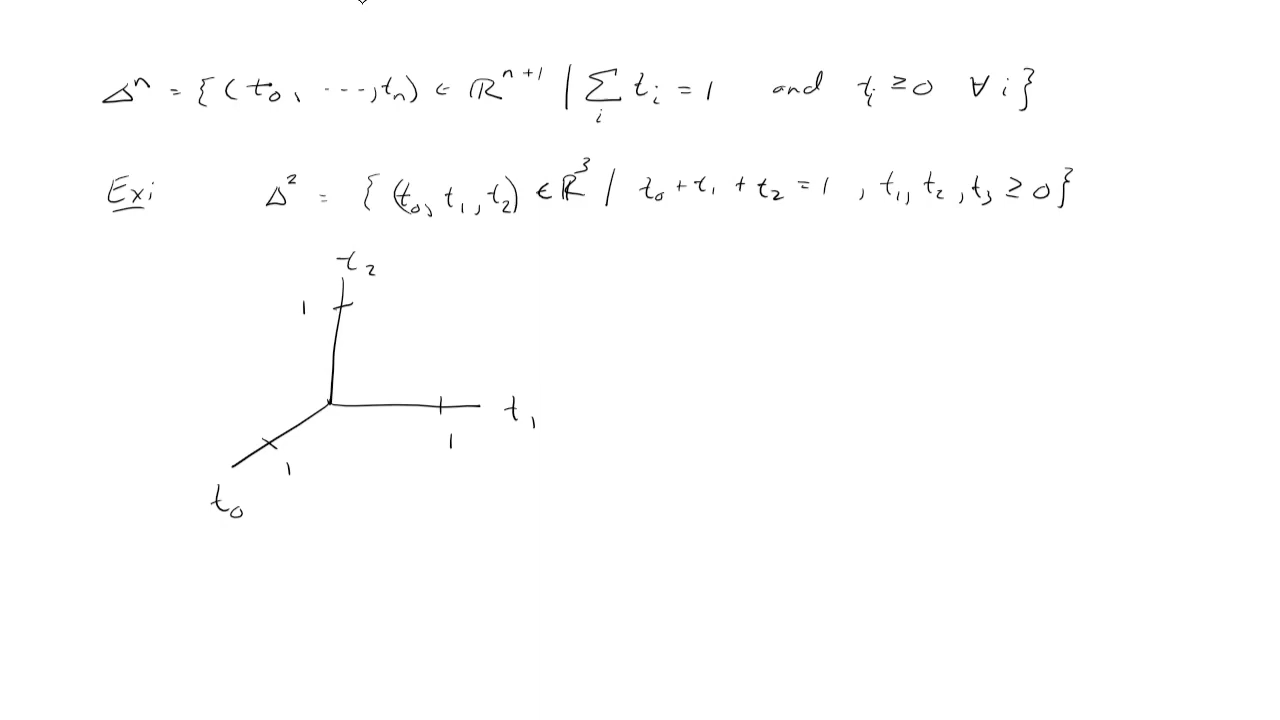 Δⁿ = {(t₀, ---, tₙ) ∈ ℝⁿ⁺¹ | ∑ᵢ tᵢ = 1 and tᵢ ≥ 0 ∀ i}
Ex: Δ² = {(t₀, t₁, t₂) ∈ ℝ³ | t₀ + t₁ + t₂ = 1, t₁, t₂, t₃ ≥ 0}
t₂
1
t₁
1
1
t₀